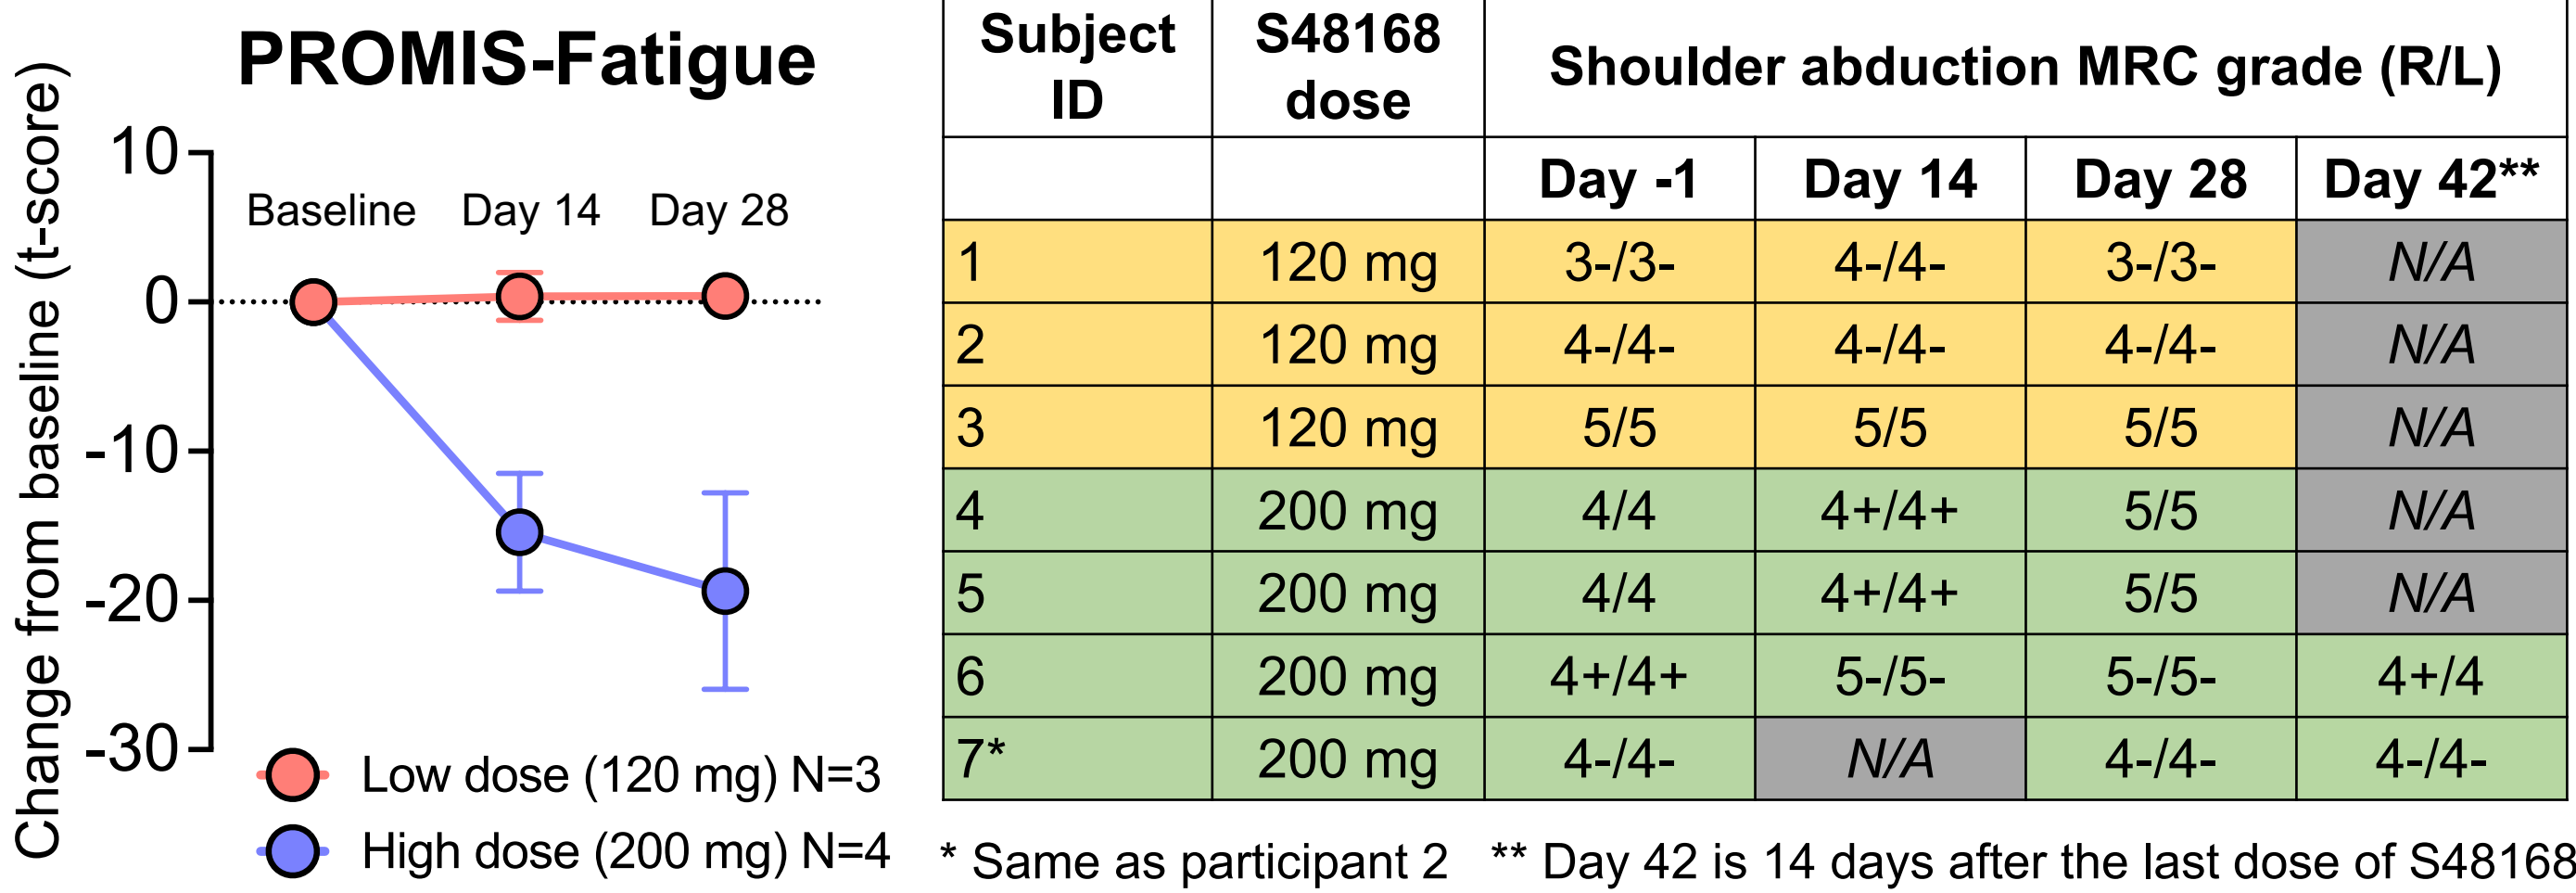 PROMIS-Fatigue
Change from baseline (t-score)
10
0
-10
-20
-30
Baseline Day 14 Day 28
Low dose (120 mg) N=3
High dose (200 mg) N=4
Subject ID S48168 dose Shoulder abduction MRC grade (R/L)
Day -1 Day 14 Day 28 Day 42**
1 120 mg 3-/3- 4-/4- 3-/3- N/A
2 120 mg 4-/4- 4-/4- 4-/4- N/A
3 120 mg 5/5 5/5 5/5 N/A
4 200 mg 4/4 4+/4+ 5/5 N/A
5 200 mg 4/4 4+/4+ 5/5 N/A
6 200 mg 4+/4+ 5-/5- 5-/5- 4+/4
7* 200 mg 4-/4- N/A 4-/4- 4-/4-
* Same as participant 2 ** Day 42 is 14 days after the last dose of S48168